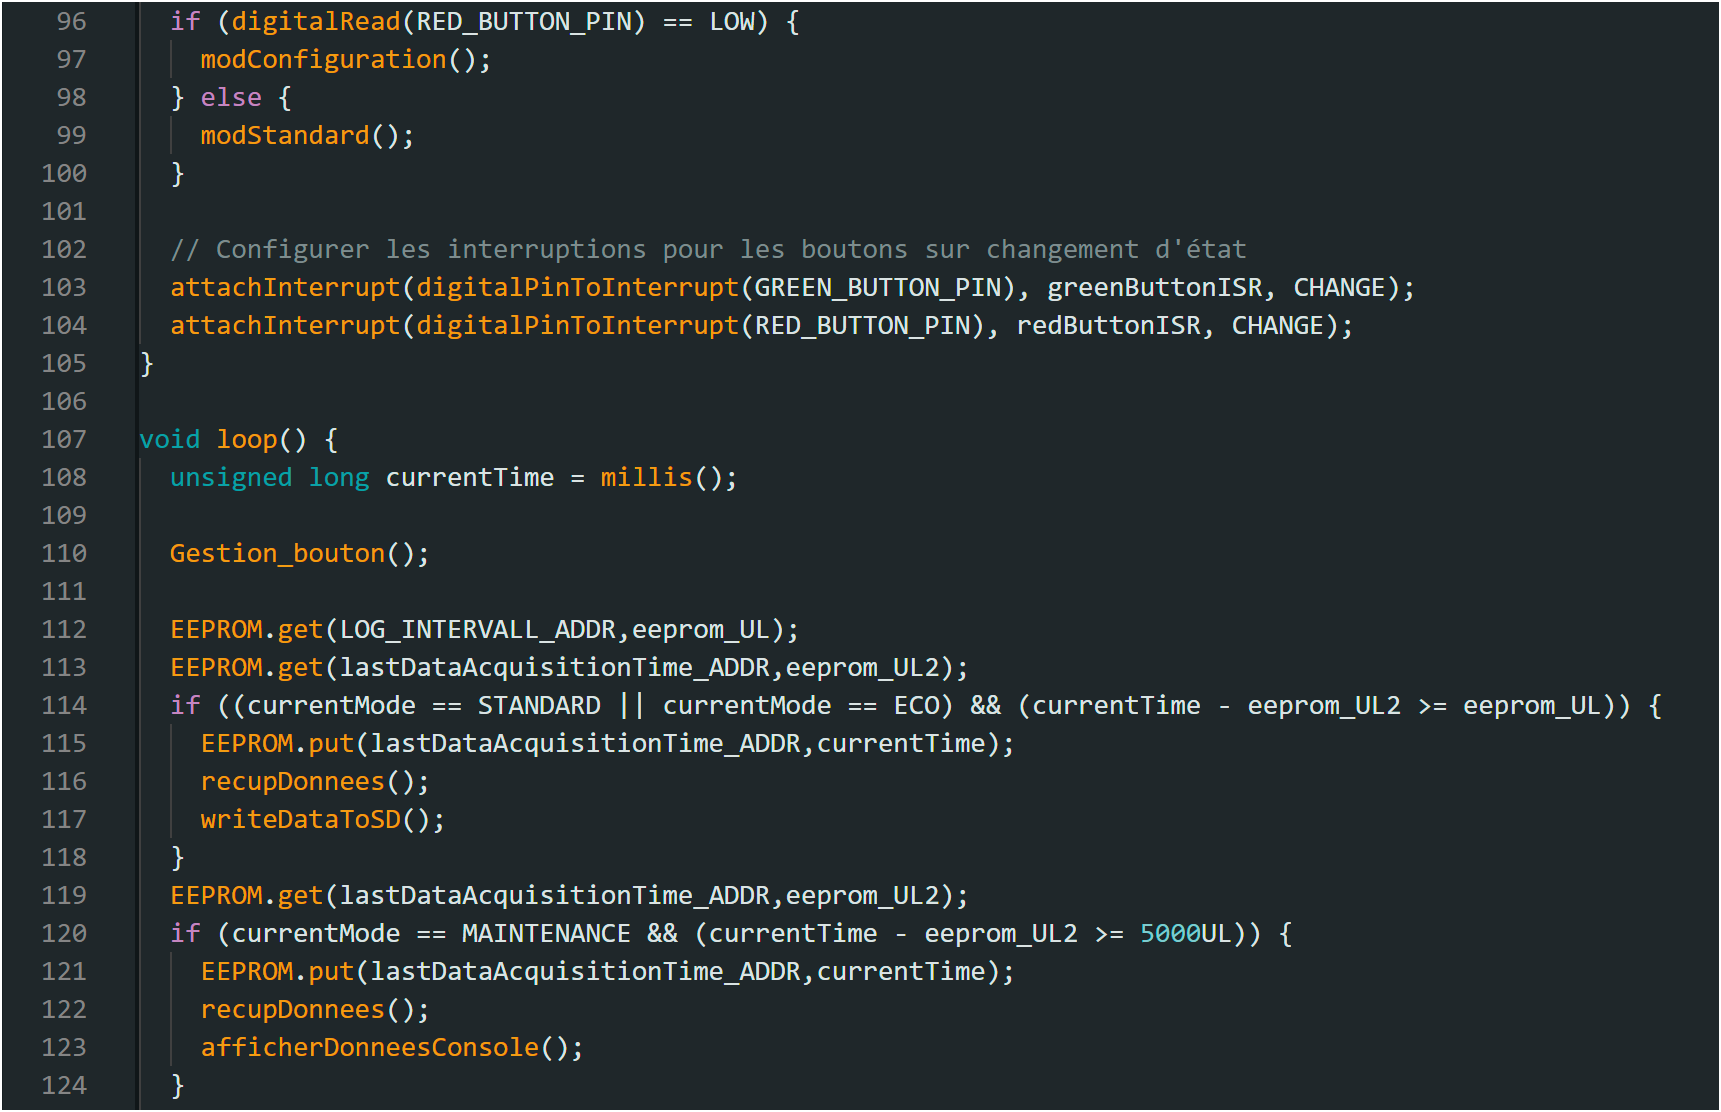 96 if (digitalRead(RED_BUTTON_PIN) == LOW) {
97 modConfiguration();
98 } else {
99 modStandard();
100 }
101
102 // Configurer les interruptions pour les boutons sur changement d'état
103 attachInterrupt(digitalPinToInterrupt(GREEN_BUTTON_PIN), greenButtonISR, CHANGE);
104 attachInterrupt(digitalPinToInterrupt(RED_BUTTON_PIN), redButtonISR, CHANGE);
105 }
106
107 void loop() {
108 unsigned long currentTime = millis();
109
110 Gestion_bouton();
111
112 EEPROM.get(LOG_INTERVALL_ADDR,eeprom_UL);
113 EEPROM.get(lastDataAcquisitionTime_ADDR,eeprom_UL2);
114 if ((currentMode == STANDARD || currentMode == ECO) && (currentTime - eeprom_UL2 >= eeprom_UL)) {
115 EEPROM.put(lastDataAcquisitionTime_ADDR,currentTime);
116 recupDonnees();
117 writeDataToSD();
118 }
119 EEPROM.get(lastDataAcquisitionTime_ADDR,eeprom_UL2);
120 if (currentMode == MAINTENANCE && (currentTime - eeprom_UL2 >= 5000UL)) {
121 EEPROM.put(lastDataAcquisitionTime_ADDR,currentTime);
122 recupDonnees();
123 afficherDonneesConsole();
124 }